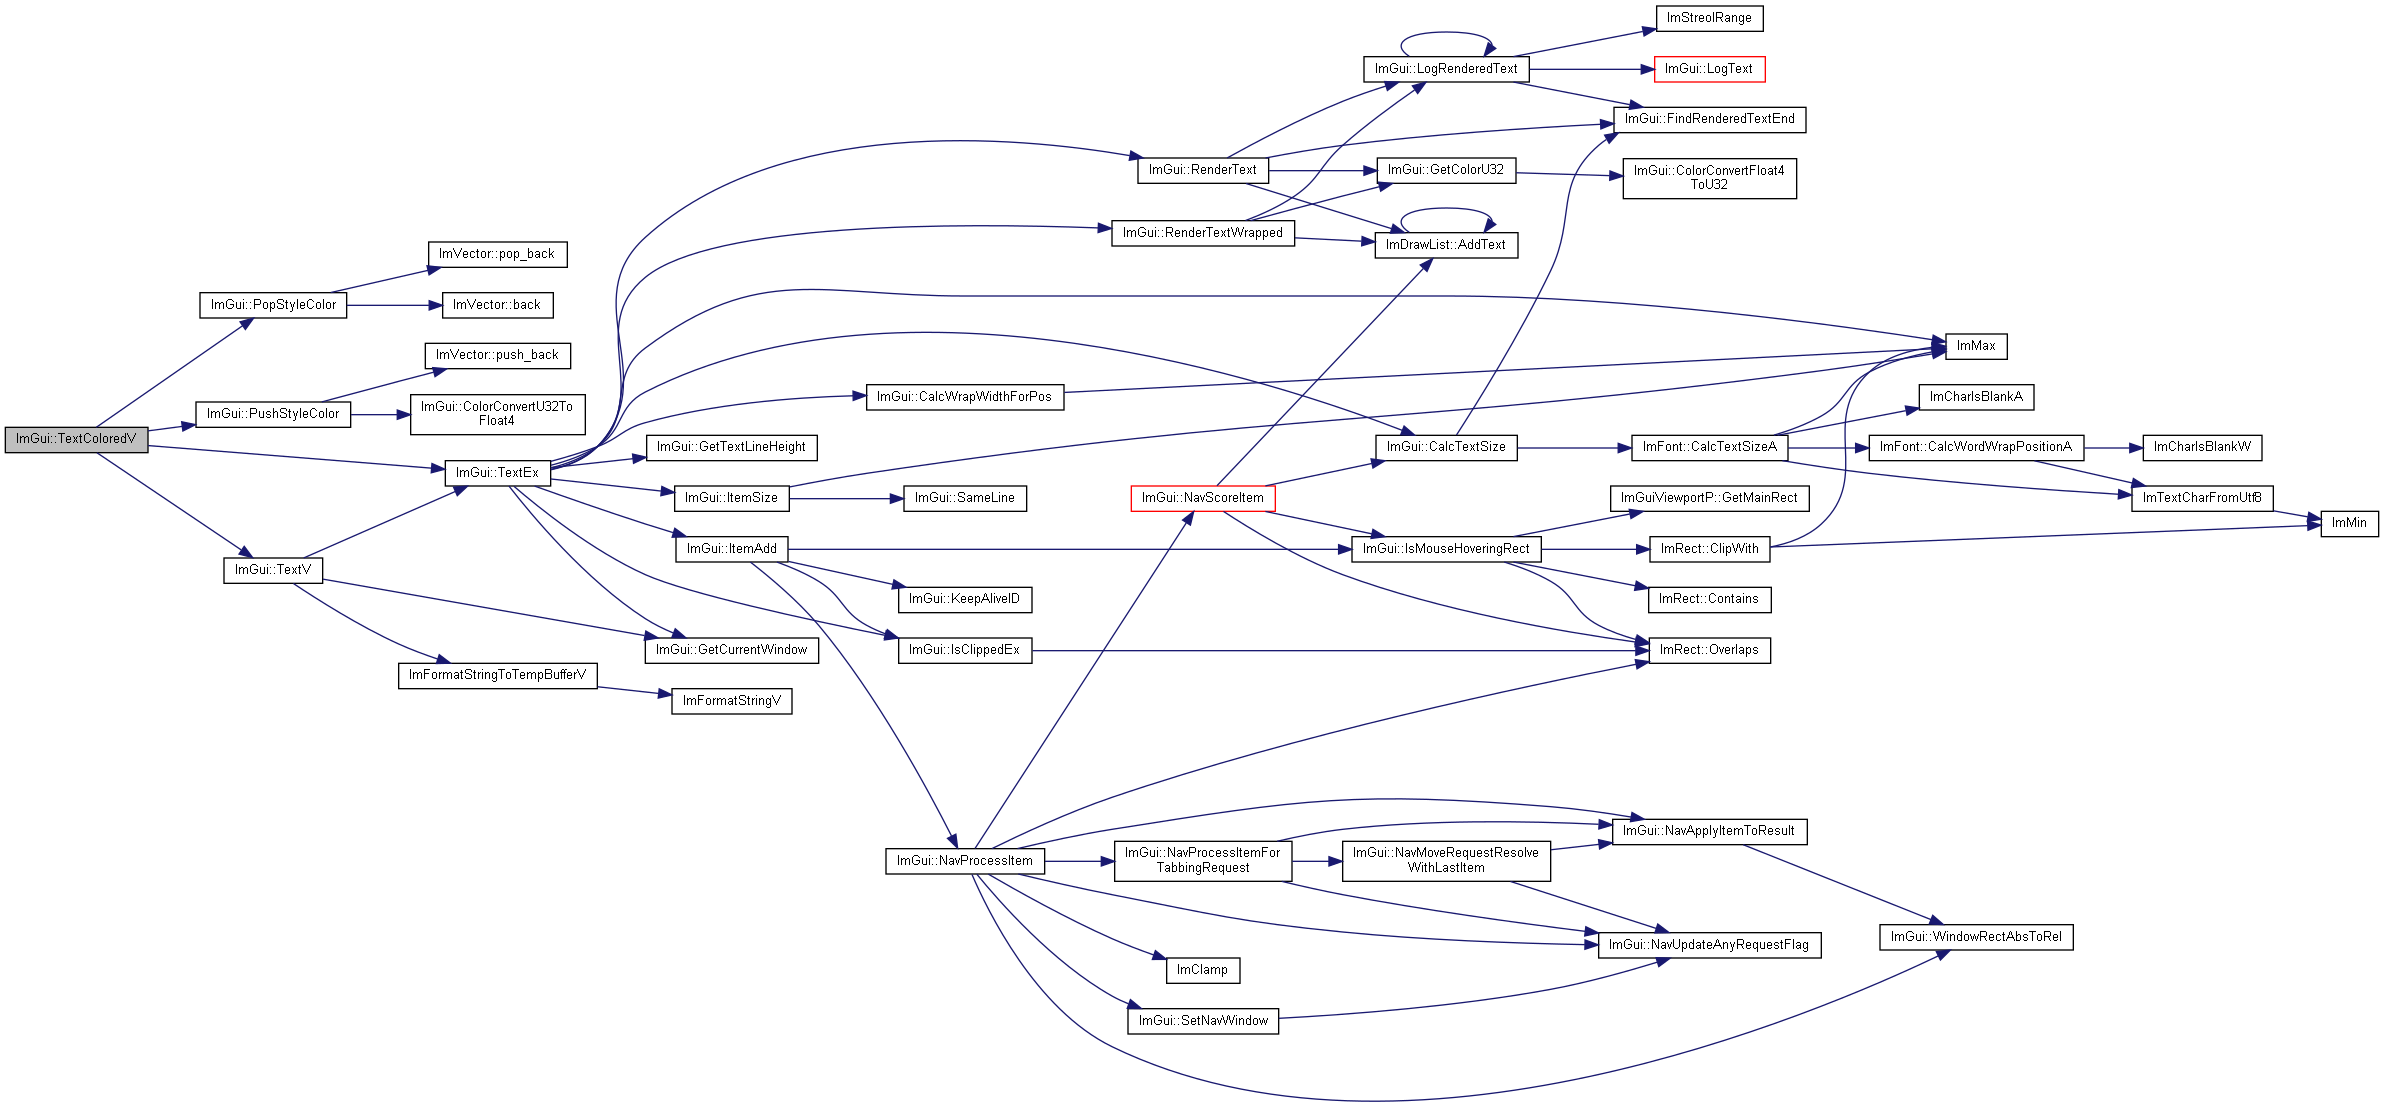 ImGui::TextColoredV
ImGui::PopStyleColor
ImVector::pop_back
ImVector::back
ImGui::PushStyleColor
ImVector::push_back
ImGui::ColorConvertU32To
Float4
ImGui::TextEx
ImGui::TextV
ImGui::GetTextLineHeight
ImGui::ItemSize
ImGui::SameLine
ImGui::ItemAdd
ImGui::KeepAliveID
ImGui::IsClippedEx
ImGui::GetCurrentWindow
ImFormatStringToTempBufferV
ImFormatStringV
ImGui::CalcWrapWidthForPos
ImGui::RenderText
ImGui::RenderTextWrapped
ImGui::LogRenderedText
ImStreolRange
ImGui::LogText
ImGui::FindRenderedTextEnd
ImGui::GetColorU32
ImGui::ColorConvertFloat4
ToU32
ImDrawList::AddText
ImMax
ImGui::CalcTextSize
ImFont::CalcTextSizeA
ImCharIsBlankA
ImFont::CalcWordWrapPositionA
ImCharIsBlankW
ImTextCharFromUtf8
ImMin
ImGui::NavScoreItem
ImGuiViewportP::GetMainRect
ImGui::IsMouseHoveringRect
ImRect::ClipWith
ImRect::Contains
ImRect::Overlaps
ImGui::NavProcessItem
ImGui::NavProcessItemFor
TabbingRequest
ImGui::NavMoveRequestResolve
WithLastItem
ImGui::NavApplyItemToResult
ImGui::WindowRectAbsToRel
ImGui::NavUpdateAnyRequestFlag
ImClamp
ImGui::SetNavWindow